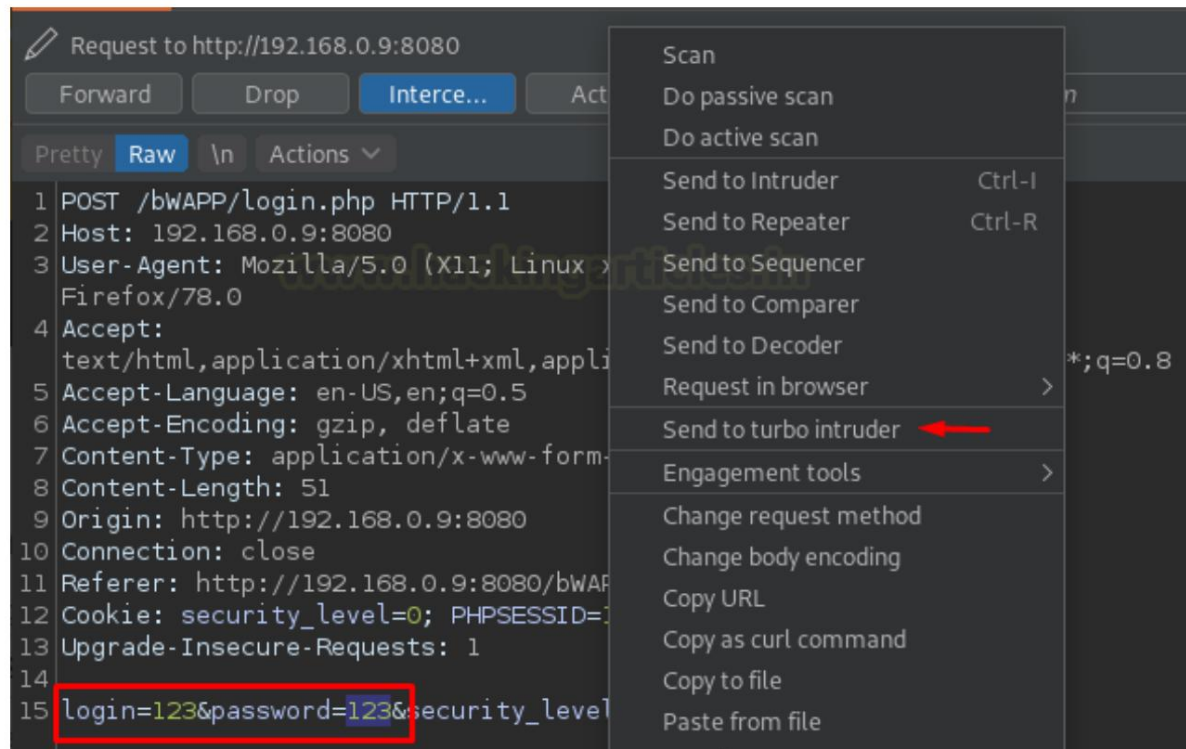 Request to http://192.168.0.9:8080
Forward Drop Interce... Act n
Pretty Raw \n Actions
1 POST /bWAPP/login.php HTTP/1.1
2 Host: 192.168.0.9:8080
3 User-Agent: Mozilla/5.0 (X11; Linux x
Firefox/78.0
4 Accept:
text/html,application/xhtml+xml,appli *;q=0.8
5 Accept-Language: en-US,en;q=0.5
6 Accept-Encoding: gzip, deflate
7 Content-Type: application/x-www-form-
8 Content-Length: 51
9 Origin: http://192.168.0.9:8080
10 Connection: close
11 Referer: http://192.168.0.9:8080/bWAP
12 Cookie: security_level=0; PHPSESSID=1
13 Upgrade-Insecure-Requests: 1
14
15 login=123&password=123&security_level
Scan
Do passive scan
Do active scan
Send to Intruder Ctrl-I
Send to Repeater Ctrl-R
Send to Sequencer
Send to Comparer
Send to Decoder
Request in browser >
Send to turbo intruder
Engagement tools >
Change request method
Change body encoding
Copy URL
Copy as curl command
Copy to file
Paste from file
www.hackingarticles.in